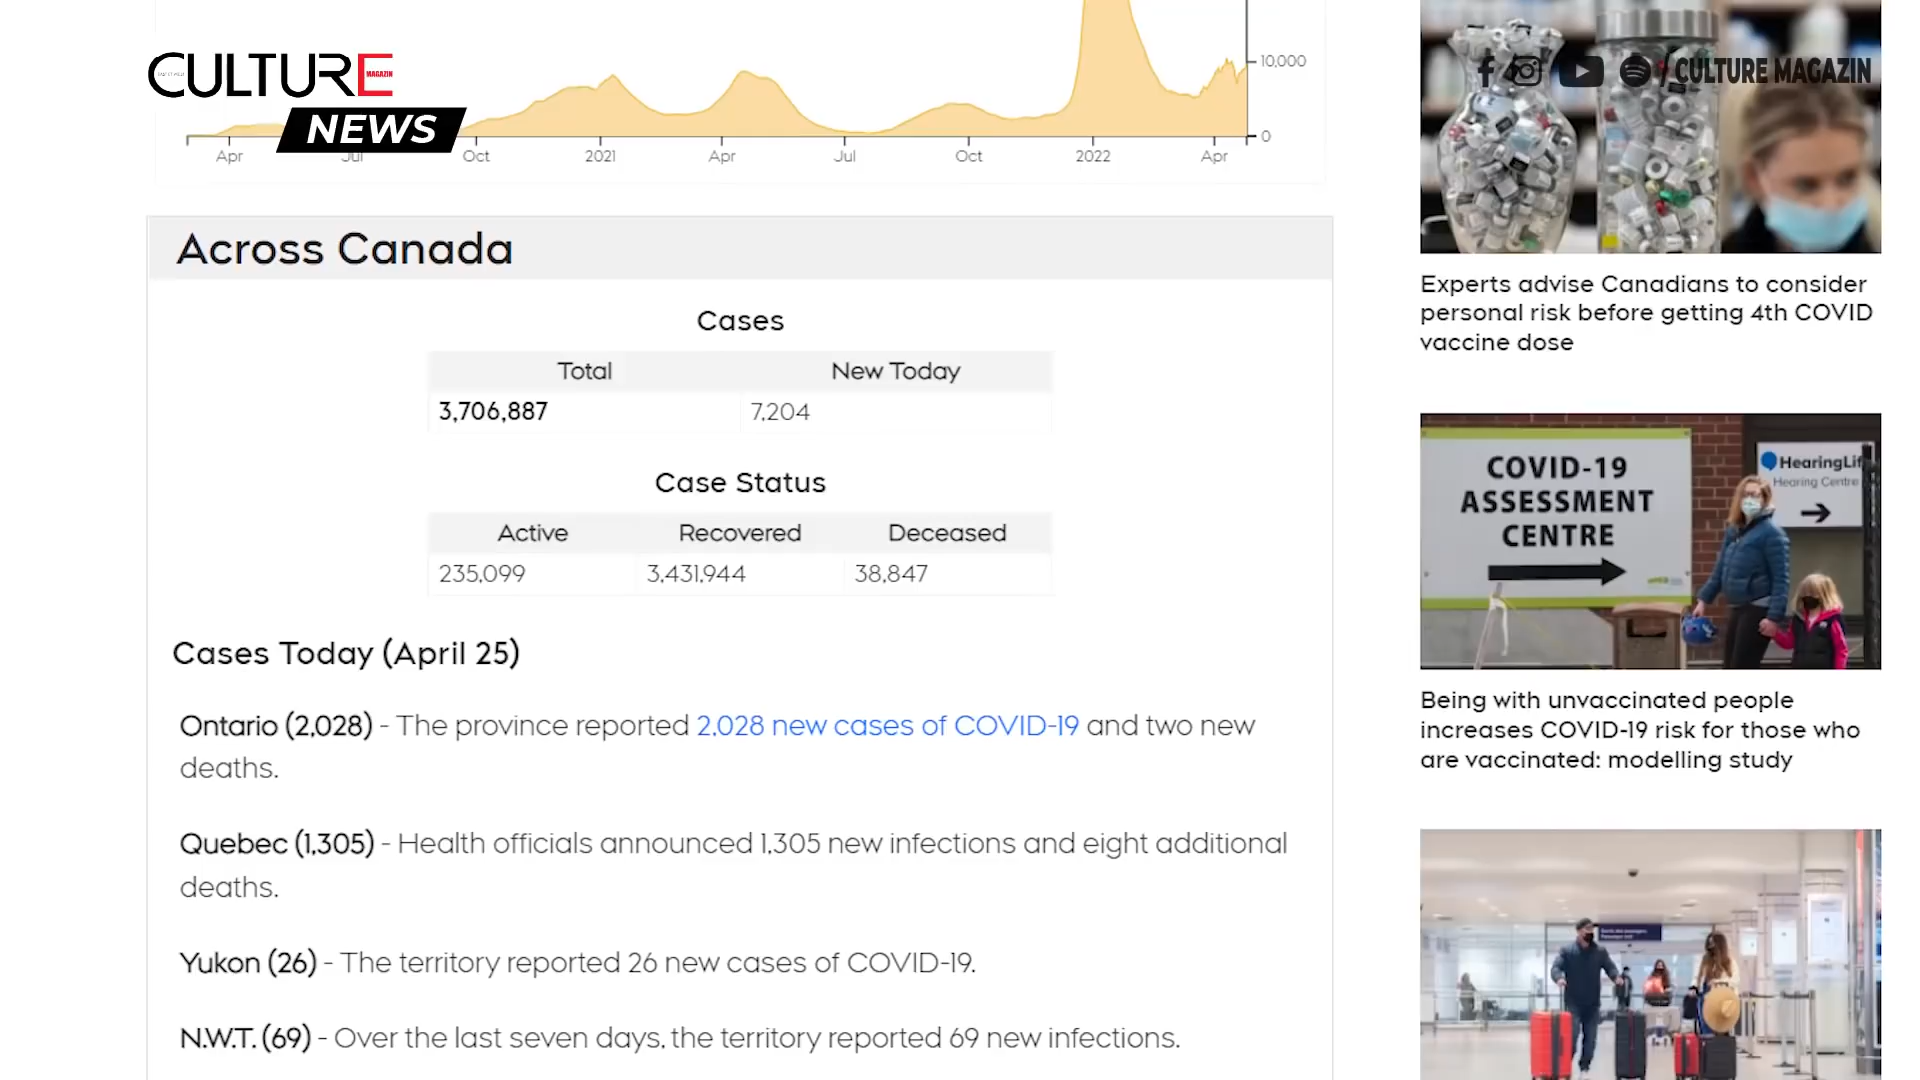 CULTURE
MAGAZIN
NEWS
10,000
0
Apr
Jul
Oct
2021
Apr
Jul
Oct
2022
Apr
/CULTURE MAGAZIN
Across Canada
Cases
Total New Today
3,706,887 7,204
Case Status
Active Recovered Deceased
235,099 3,431,944 38,847
Cases Today (April 25)
Ontario (2,028) - The province reported 2,028 new cases of COVID-19 and two new
deaths.
Quebec (1,305) - Health officials announced 1,305 new infections and eight additional
deaths.
Yukon (26) - The territory reported 26 new cases of COVID-19.
N.W.T. (69) - Over the last seven days, the territory reported 69 new infections.
Experts advise Canadians to consider
personal risk before getting 4th COVID
vaccine dose
COVID-19
ASSESSMENT
CENTRE
HearingLif
Hearing Centre
Being with unvaccinated people
increases COVID-19 risk for those who
are vaccinated: modelling study